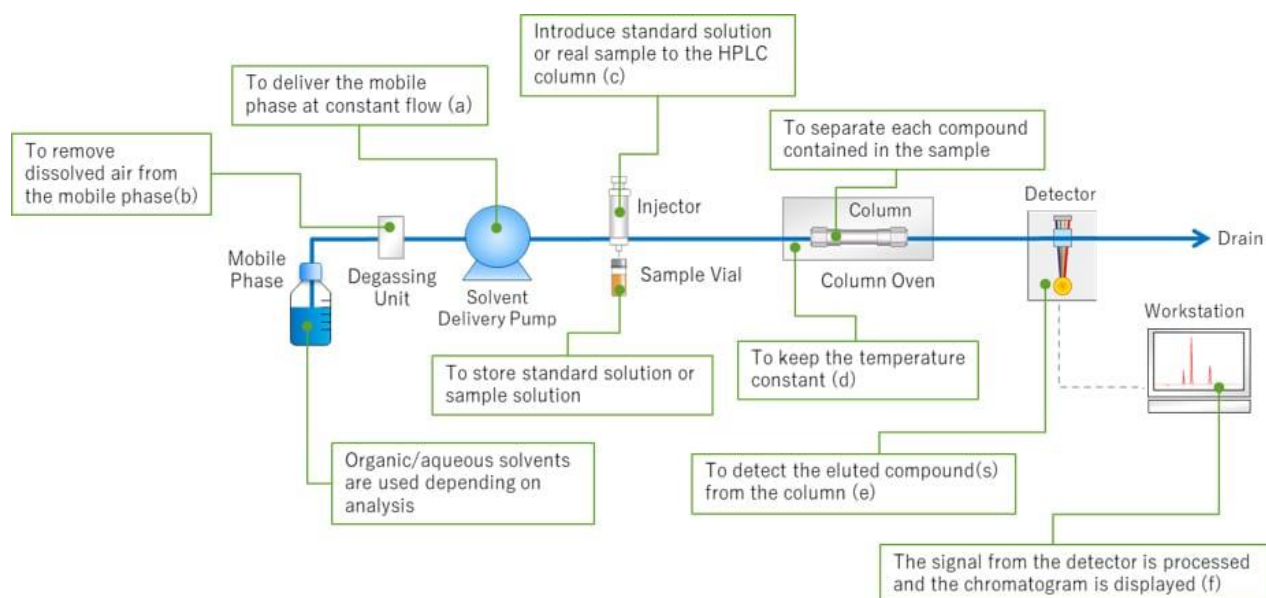 Introduce standard solution
or real sample to the HPLC
column (c)
To deliver the mobile
phase at constant flow (a)
To separate each compound
contained in the sample
To remove
dissolved air from
the mobile phase(b)
Detector
Injector
Column
Drain
Mobile
Phase
Degassing
Unit
Sample Vial
Column Oven
Solvent
Delivery Pump
Workstation
To store standard solution or
sample solution
To keep the temperature
constant (d)
Organic/aqueous solvents
are used depending on
analysis
To detect the eluted compound(s)
from the column (e)
The signal from the detector is processed
and the chromatogram is displayed (f)